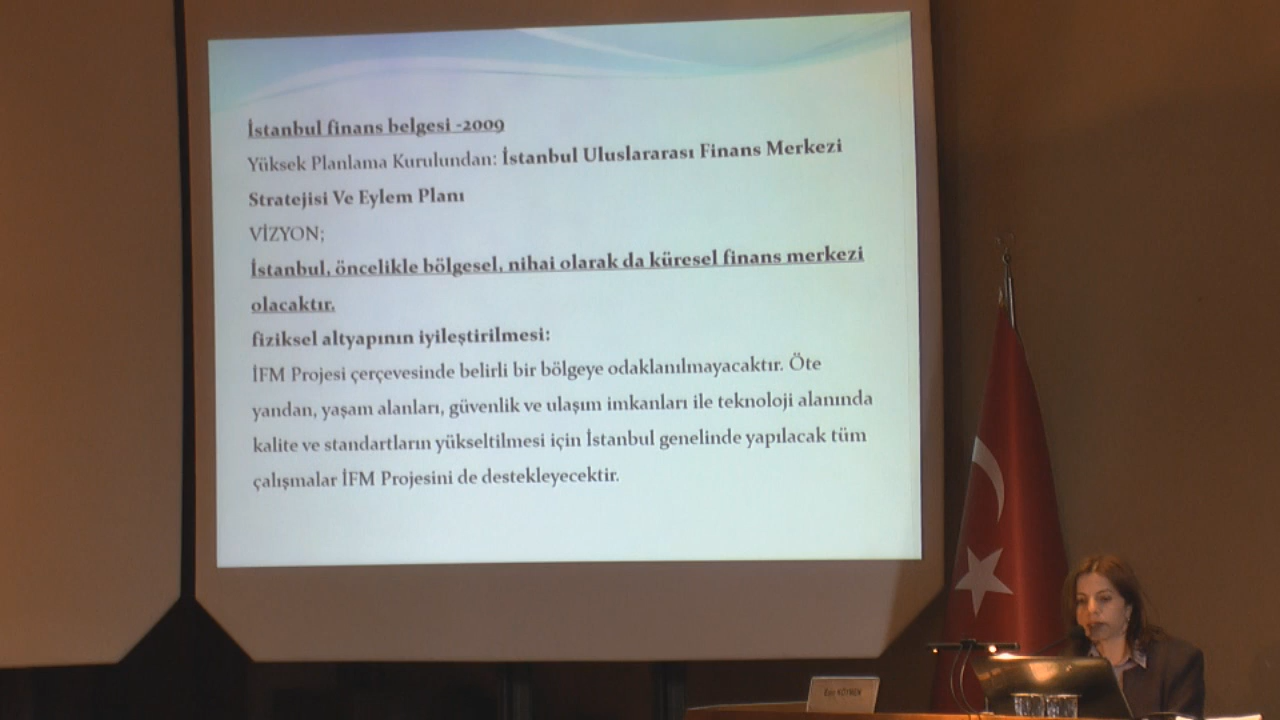 İstanbul finans belgesi -2009
Yüksek Planlama Kurulundan: İstanbul Uluslararası Finans Merkezi
Stratejisi Ve Eylem Planı
VİZYON;
İstanbul, öncelikle bölgesel, nihai olarak da küresel finans merkezi
olacaktır.
fiziksel altyapının iyileştirilmesi:
İFM Projesi çerçevesinde belirli bir bölgeye odaklanılmayacaktır. Öte
yandan, yaşam alanları, güvenlik ve ulaşım imkanları ile teknoloji alanında
kalite ve standartların yükseltilmesi için İstanbul genelinde yapılacak tüm
çalışmalar İFM Projesini de destekleyecektir.